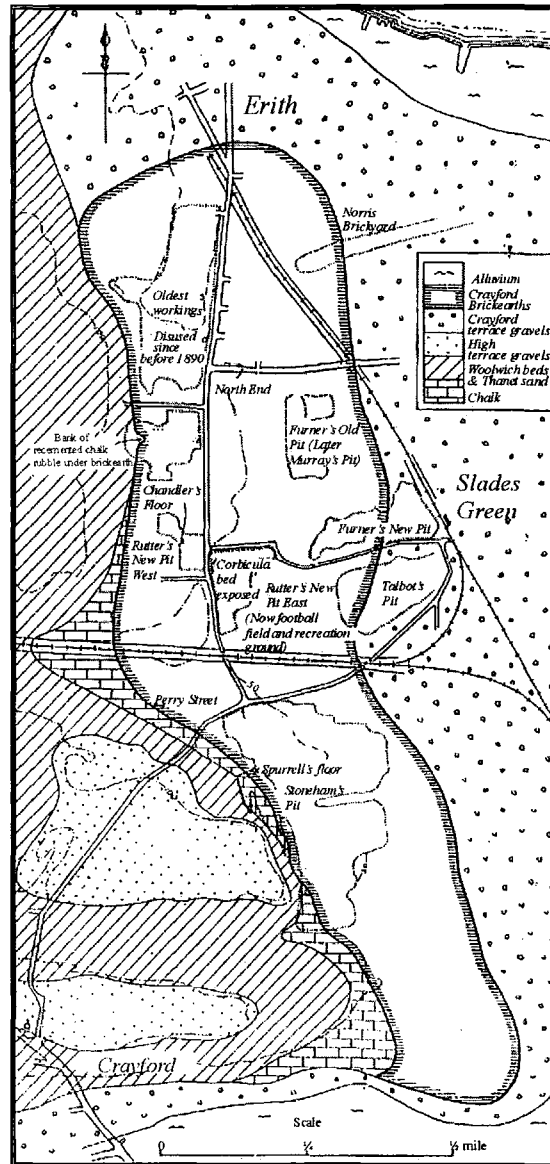 Erith
Norris
Brickyard
Alluvium
Crayford
Brickearths
Crayford
terrace gravels
High
terrace gravels
Woolwich beds
& Thanet sand
Chalk
Oldest
workings
Disused
since
before 1890
North End
Bank of
recemented chalk
rubble under brickearth
Furner's Old
Pit (Later
Murray's Pit)
Chandler's
Floor
Slades
Green
Furner's New Pit
Rutter's
New Pit
West
Corbicula
bed
exposed
Rutter's New
Pit East
(Now football
field and recreation
ground)
Talbot's
Pit
50
Perry Street
Spurrell's floor
Stoneham's
Pit
Crayford
Scale
0
¼
½ mile